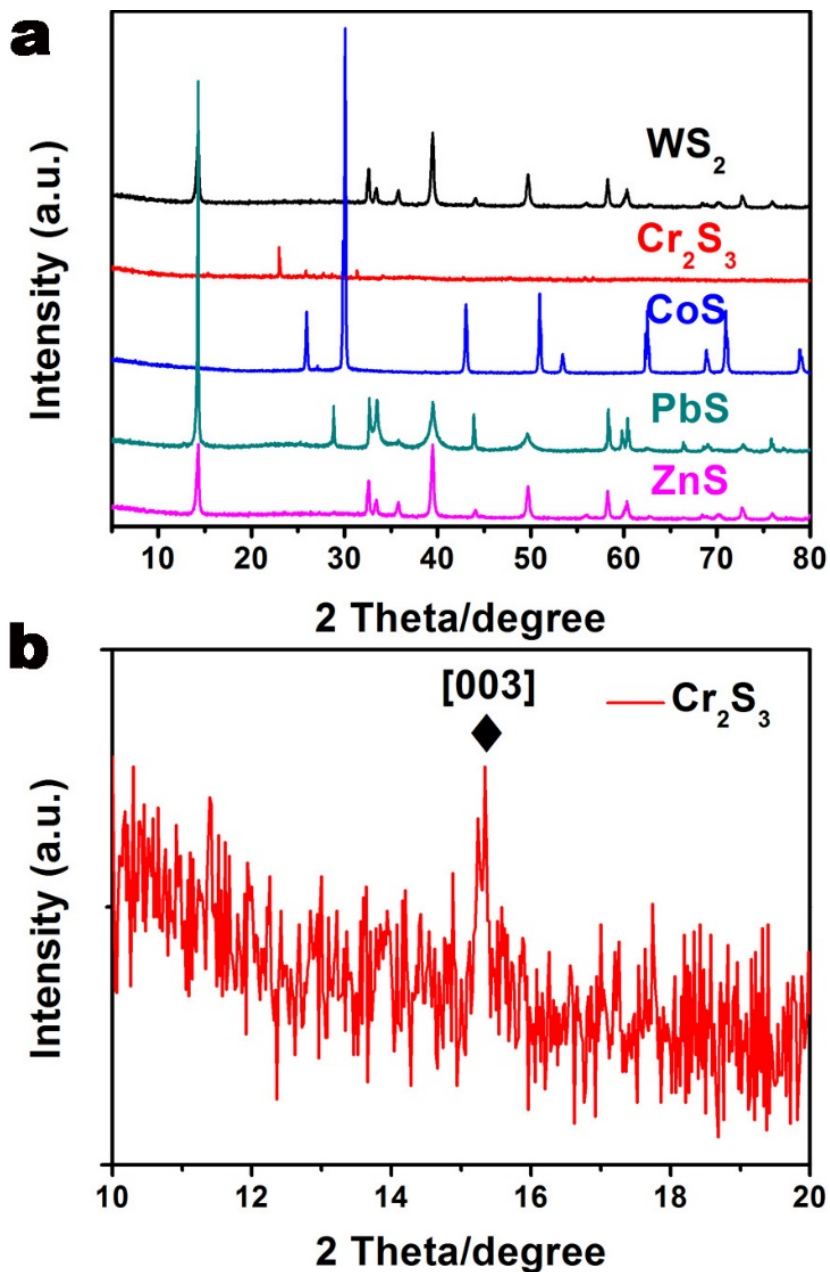 a
Intensity (a.u.)
WS₂
Cr₂S₃
CoS
PbS
ZnS
10 20 30 40 50 60 70 80
2 Theta/degree
b
Intensity (a.u.)
[003]
Cr₂S₃
10 12 14 16 18 20
2 Theta/degree